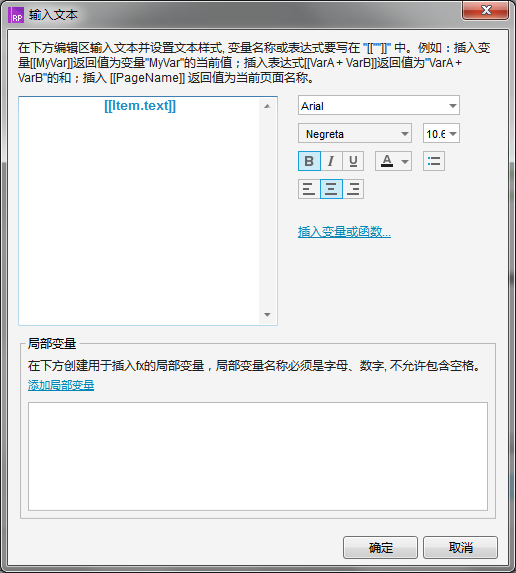 RP 输入文本
在下方编辑区输入文本并设置文本样式, 变量名称或表达式要写在 "[[""]]" 中。例如：插入变
量[[MyVar]]返回值为变量"MyVar"的当前值；插入表达式[[VarA + VarB]]返回值为"VarA +
VarB"的和；插入 [[PageName]] 返回值为当前页面名称。
[[Item.text]]
Arial
Negreta 10.6
B I U A
插入变量或函数...
局部变量
在下方创建用于插入fx的局部变量，局部变量名称必须是字母、数字, 不允许包含空格。
添加局部变量
确定 取消